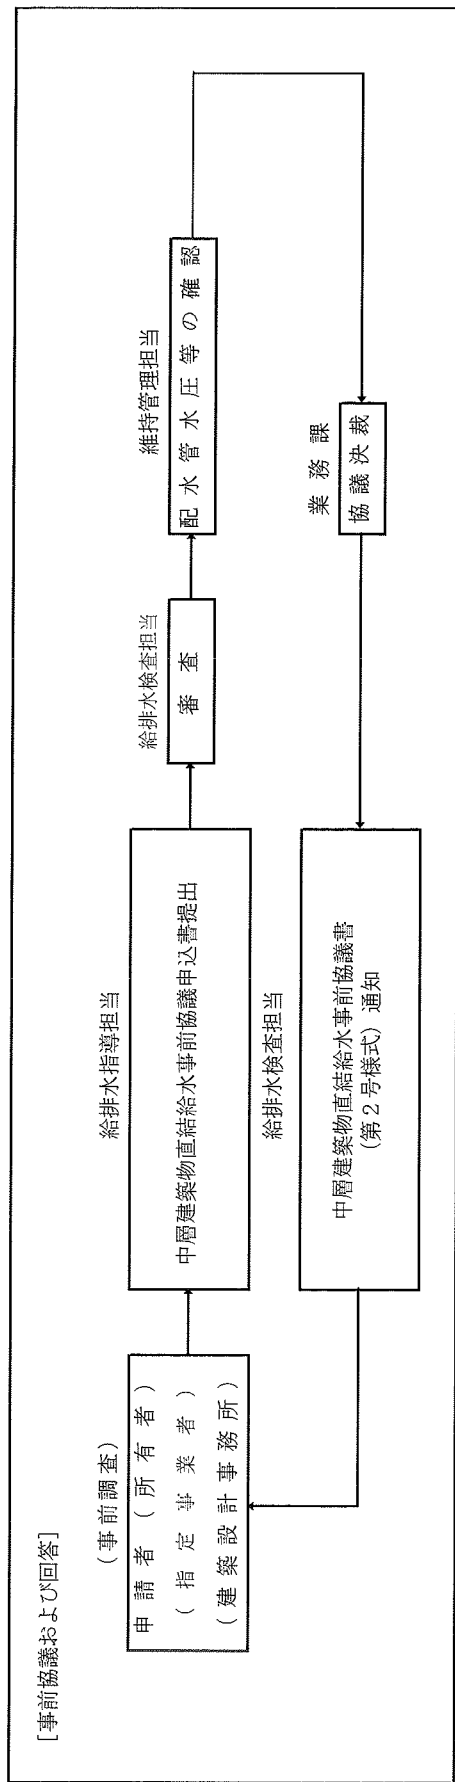 [事前協議および回答]
(事前調査)
申請者(所有者)
(指定事業者)
(建築設計事務所)
給排水指導担当
中層建築物直結給水事前協議申込書提出
給排水検査担当
審査
維持管理担当
配水管水圧等の確認
業務課
協議決裁
給排水検査担当
中層建築物直結給水事前協議書
(第2号様式)通知